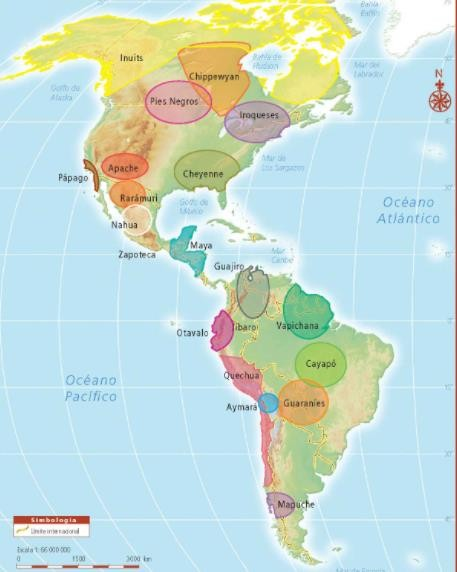 Bahía
Baffin
Inuits
Bahía de
Hudson
Mar del
Labrador
Chippewyan
Golfo de
Alaska
Pies Negros
N
Iroqueses
Mar de
Los Sargazos
Apache
Cheyenne
Pápago
Rarámuri
Golfo de
México
Océano
Atlántico
Nahua
Maya
Zapoteca
Mar
Caribe
Guajiro
Vapichana
Otavalo
Jíbaro
Cayapó
Quechua
Océano
Pacífico
Aymará
Guaraníes
Mapuche
Simbología
Límite internacional
Escala 1: 66 000 000
0 1500 3000 km